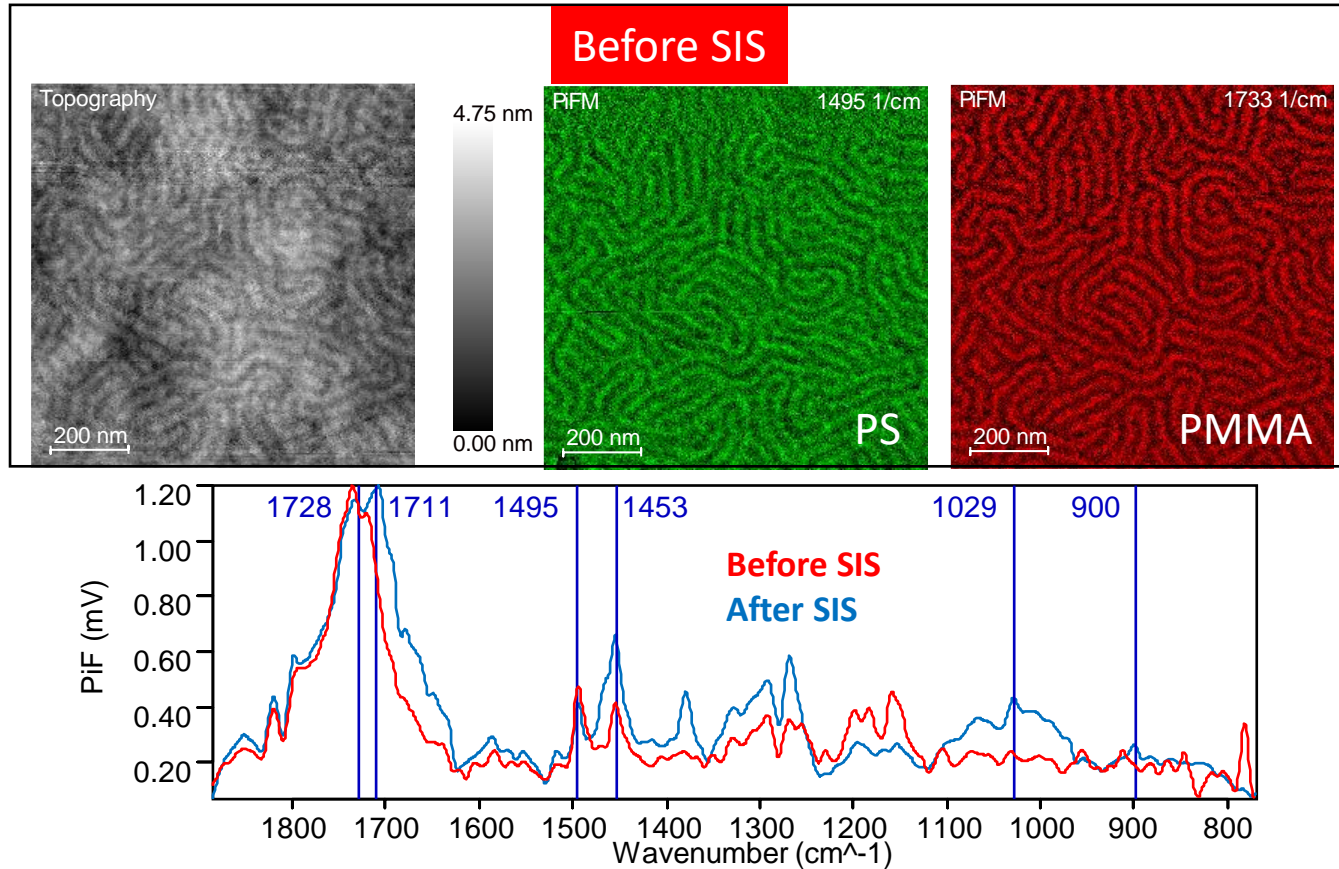 Before SIS
Topography
4.75 nm
0.00 nm
200 nm
PiFM 1495 1/cm
200 nm
PS
PiFM 1733 1/cm
200 nm
PMMA
1728 1711 1495 1453 1029 900
Before SIS
After SIS
PiF (mV)
1.20
1.00
0.80
0.60
0.40
0.20
1800 1700 1600 1500 1400 1300 1200 1100 1000 900 800
Wavenumber (cm^-1)